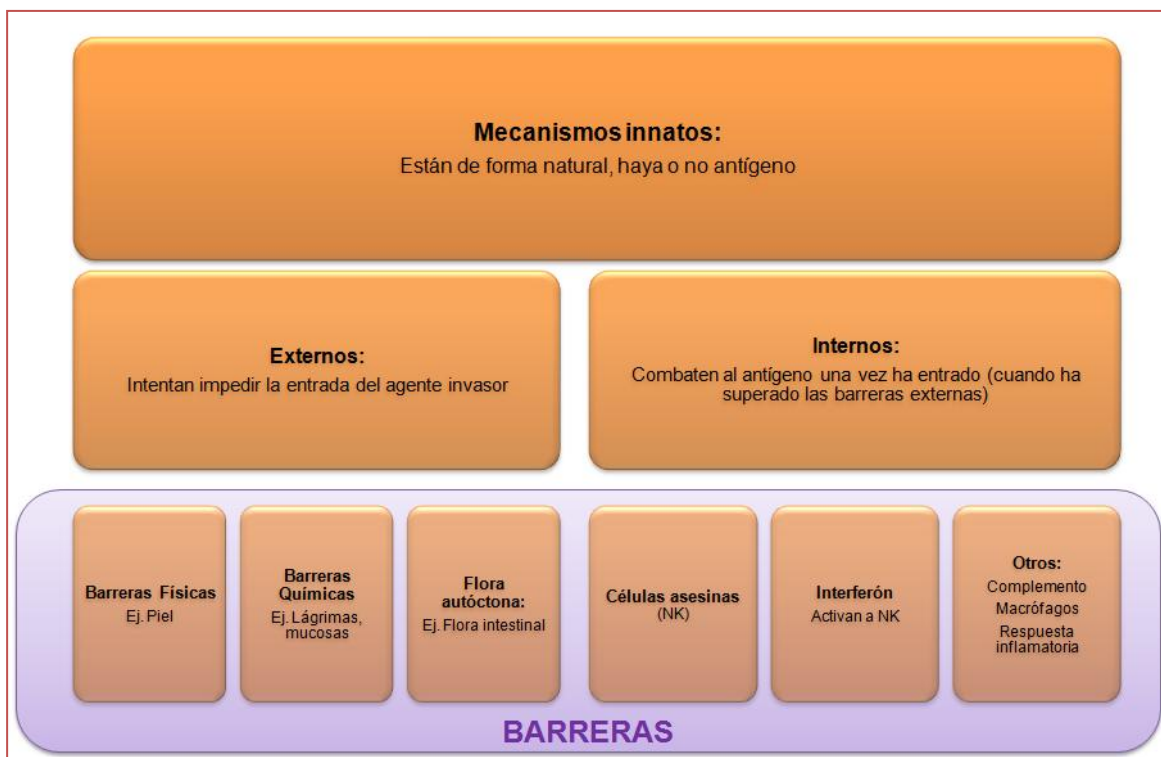 Mecanismos innatos:
Están de forma natural, haya o no antígeno
Externos:
Intentan impedir la entrada del agente invasor
Internos:
Combaten al antígeno una vez ha entrado (cuando ha
superado las barreras externas)
Barreras Físicas
Ej. Piel
Barreras
Químicas
Ej. Lágrimas,
mucosas
Flora
autóctona:
Ej. Flora intestinal
Células asesinas
(NK)
Interferón
Activan a NK
Otros:
Complemento
Macrófagos
Respuesta
inflamatoria
BARRERAS